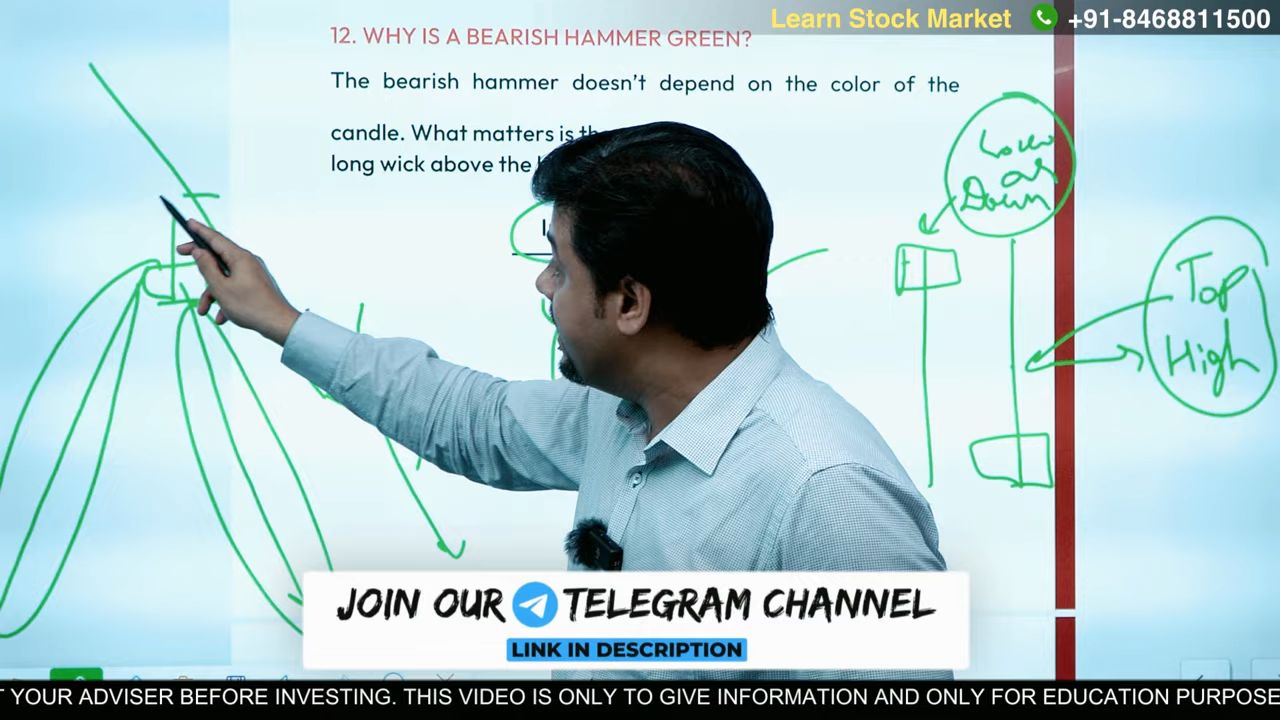 Learn Stock Market +91-8468811500
12. WHY IS A BEARISH HAMMER GREEN?
The bearish hammer doesn't depend on the color of the
candle. What matters is
long wick above the
Down
Top
High
JOIN OUR TELEGRAM CHANNEL
LINK IN DESCRIPTION
YOUR ADVISER BEFORE INVESTING. THIS VIDEO IS ONLY TO GIVE INFORMATION AND ONLY FOR EDUCATION PURPOSE